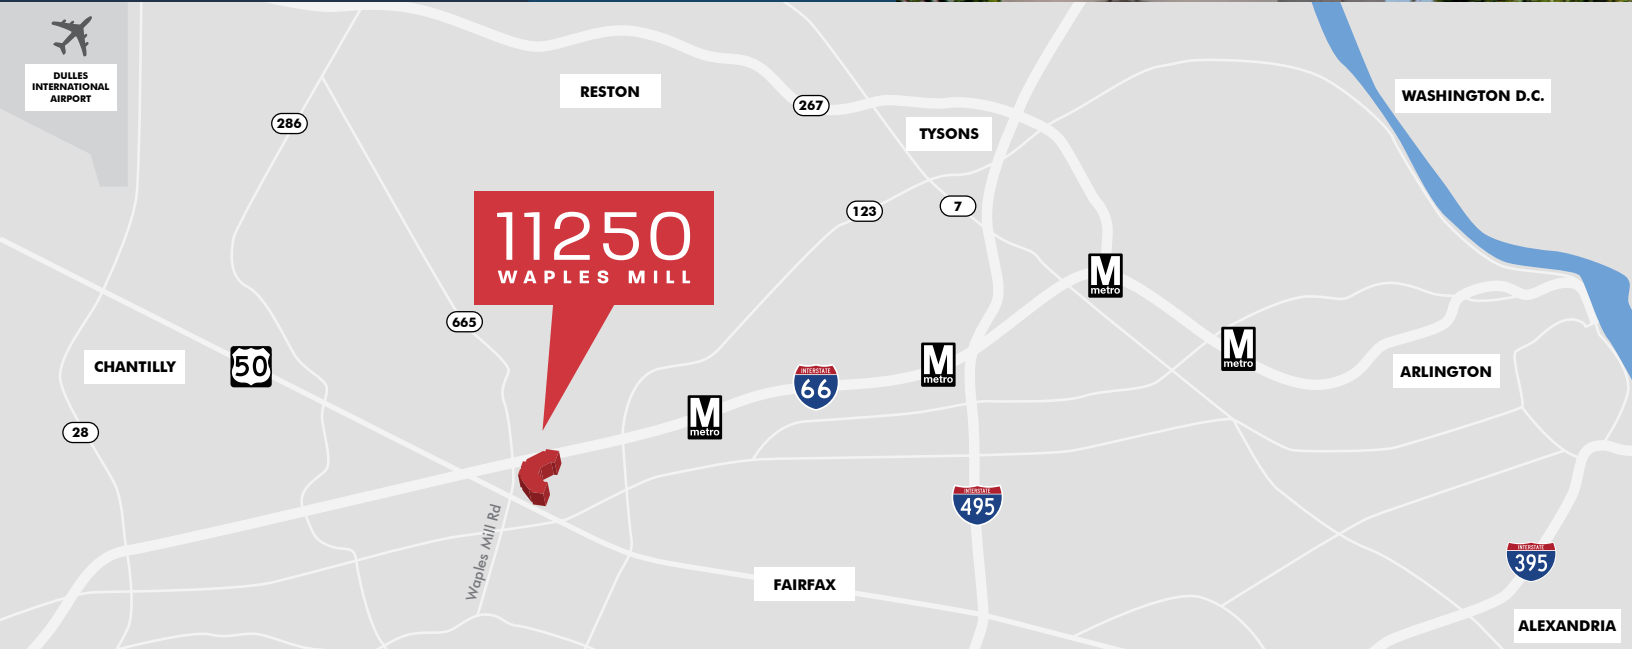 DULLES
INTERNATIONAL
AIRPORT
RESTON
267
WASHINGTON D.C.
286
TYSONS
123
7
11250
WAPLES MILL
M
metro
665
M
metro
M
metro
CHANTILLY
50
INTERSTATE
66
ARLINGTON
M
metro
28
INTERSTATE
495
Waples Mill Rd
INTERSTATE
395
FAIRFAX
ALEXANDRIA